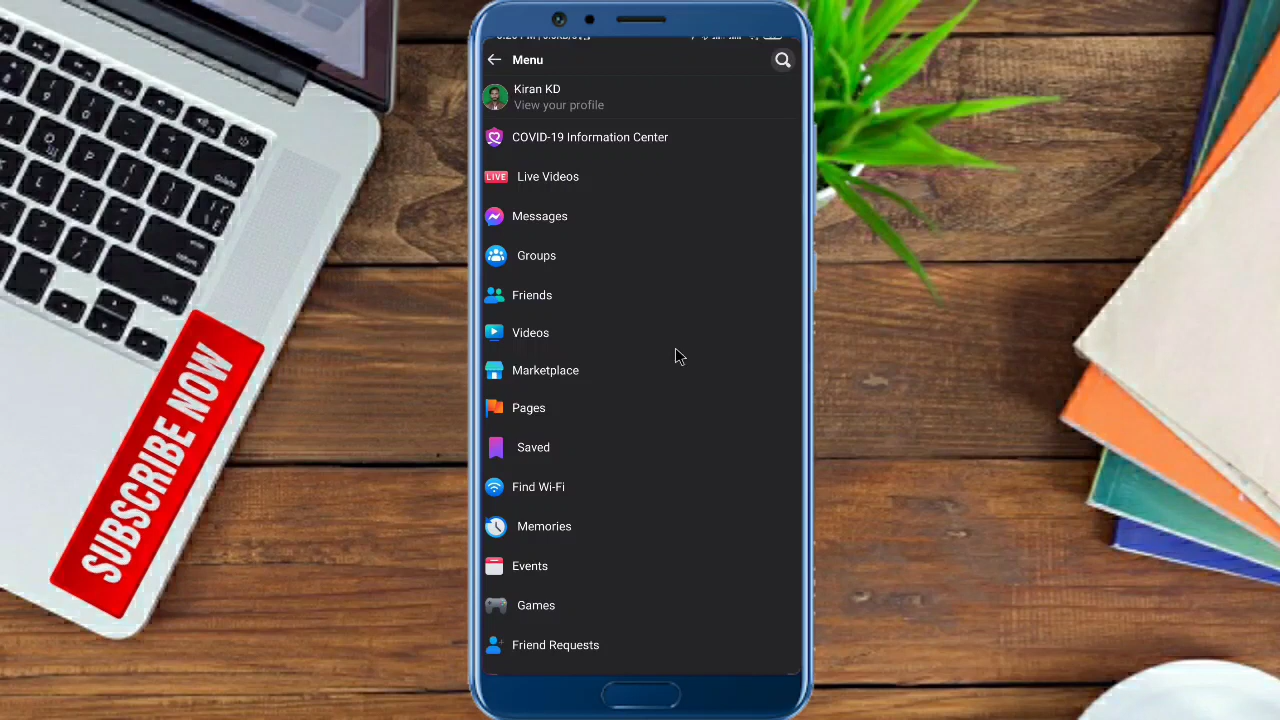 Menu
Kiran KD
View your profile
COVID-19 Information Center
LIVE Live Videos
Messages
Groups
Friends
Videos
Marketplace
Pages
Saved
Find Wi-Fi
Memories
Events
Games
Friend Requests
SUBSCRIBE NOW